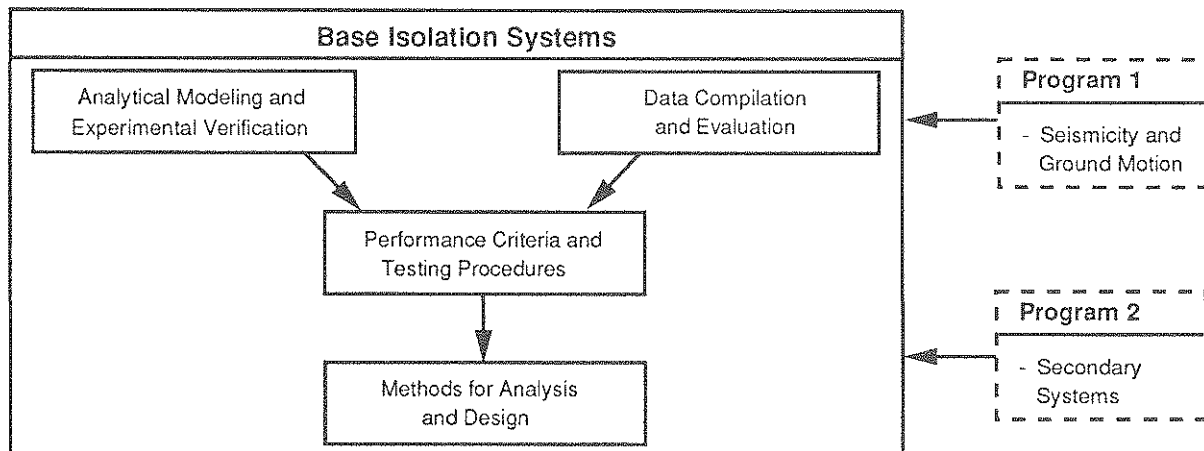 Base Isolation Systems
Analytical Modeling and
Experimental Verification
Data Compilation
and Evaluation
Program 1
- Seismicity and
Ground Motion
Performance Criteria and
Testing Procedures
Program 2
- Secondary
Systems
Methods for Analysis
and Design